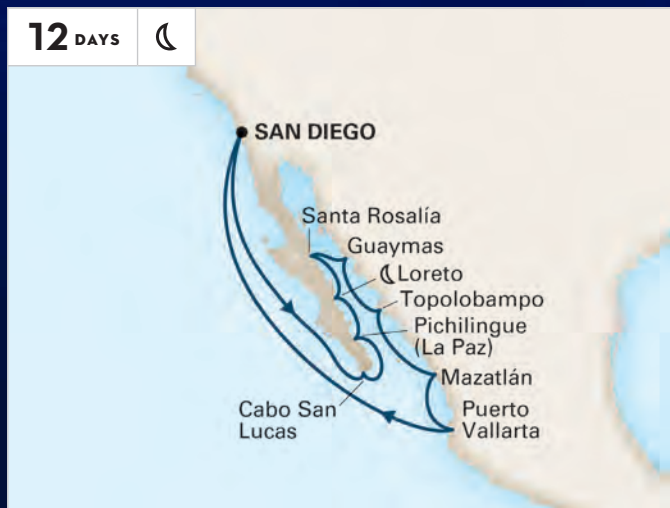 12 DAYS
SAN DIEGO
Santa Rosalía
Guaymas
Loreto
Topolobampo
Pichilingue
(La Paz)
Mazatlán
Cabo San
Lucas
Puerto
Vallarta